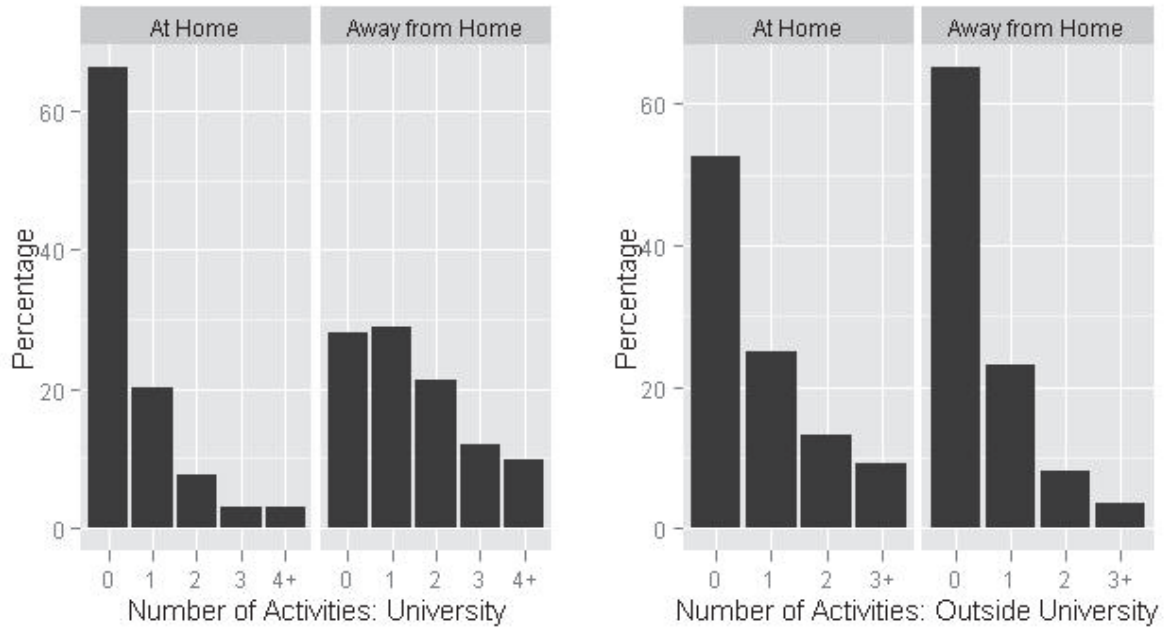 At Home Away from Home
Percentage
60
40
20
0
0 1 2 3 4+ 0 1 2 3 4+
Number of Activities: University
At Home Away from Home
Percentage
60
40
20
0
0 1 2 3+ 0 1 2 3+
Number of Activities: Outside University